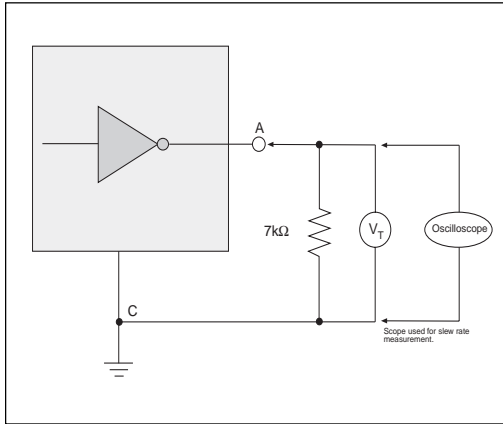 A
7kΩ
VT
Oscilloscope
C
Scope used for slew rate
measurement.